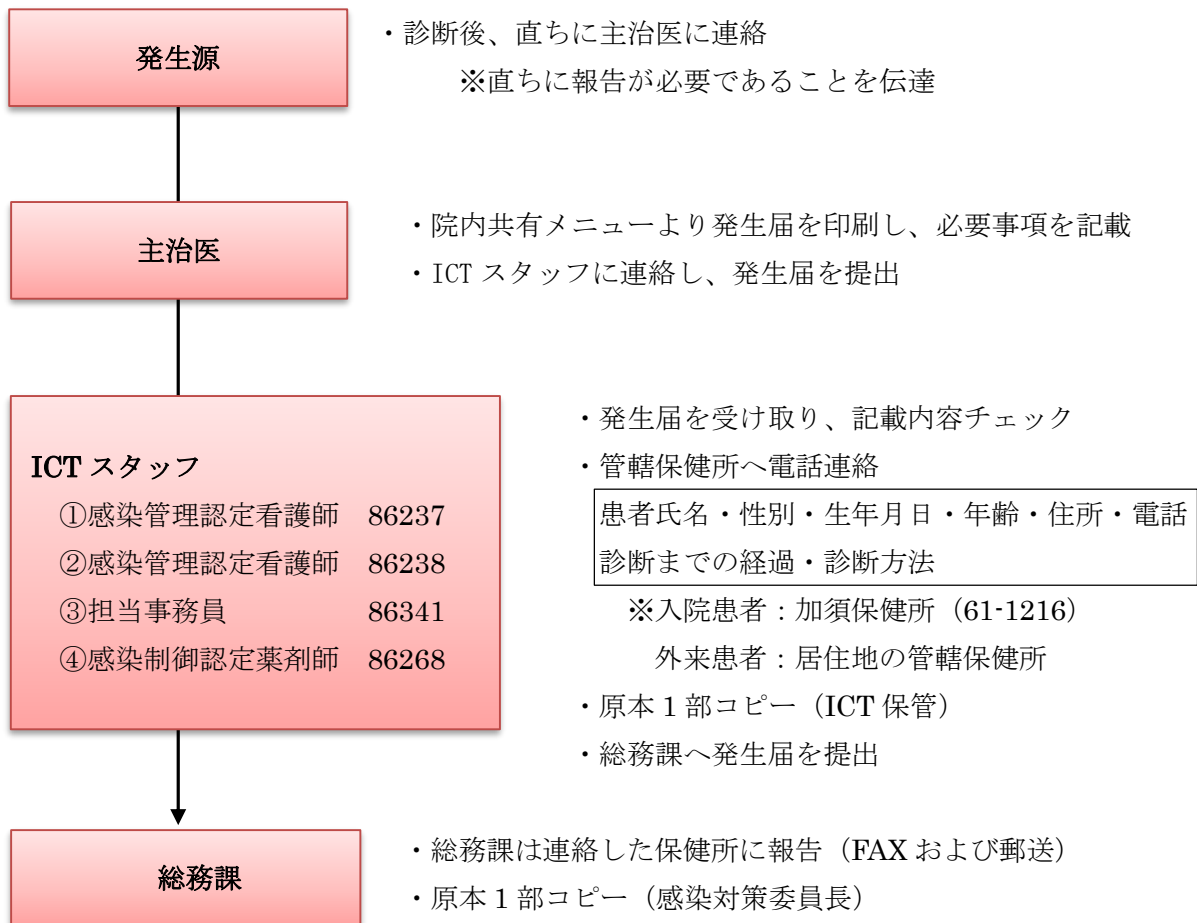 発生源
・診断後、直ちに主治医に連絡
※直ちに報告が必要であることを伝達
主治医
・院内共有メニューより発生届を印刷し、必要事項を記載
・ICT スタッフに連絡し、発生届を提出
ICT スタッフ
①感染管理認定看護師 86237
②感染管理認定看護師 86238
③担当事務員 86341
④感染制御認定薬剤師 86268
・発生届を受け取り、記載内容チェック
・管轄保健所へ電話連絡
患者氏名・性別・生年月日・年齢・住所・電話
診断までの経過・診断方法
※入院患者：加須保健所（61-1216）
外来患者：居住地の管轄保健所
・原本 1 部コピー（ICT 保管）
・総務課へ発生届を提出
総務課
・総務課は連絡した保健所に報告（FAX および郵送）
・原本 1 部コピー（感染対策委員長）